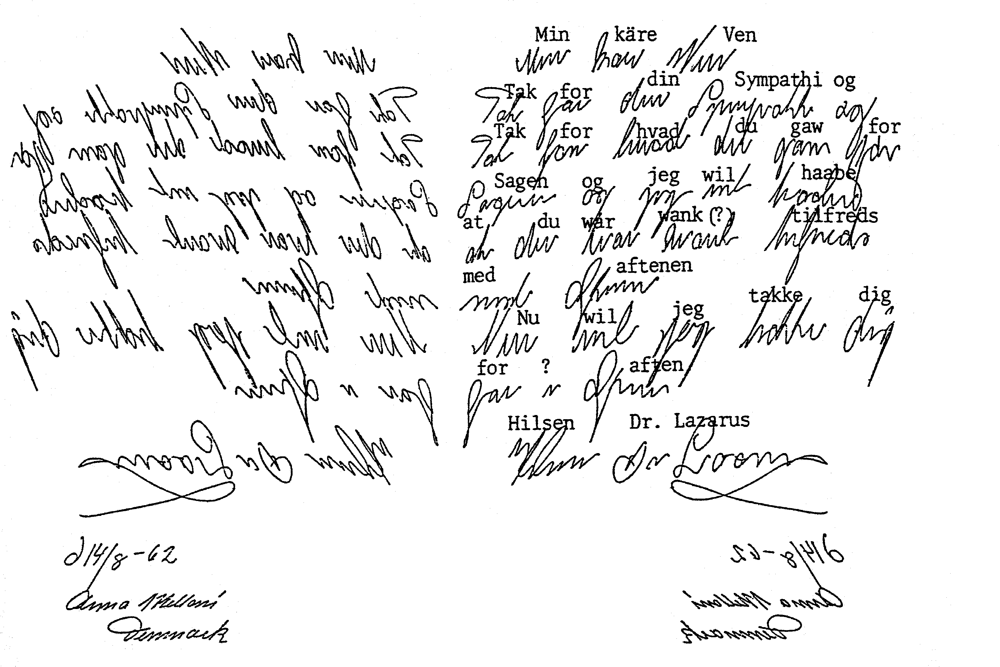 Min käre Ven
Tak for din Sympathi og
Tak for hvad du gaw for
Sagen og jeg wil haabe
at du war wank (?) tilfreds
med aftenen
Nu wil jeg takke dig
for ? aften
Hilsen Dr. Lazarus
d 14/8-62
Anna Melloni
Denmark